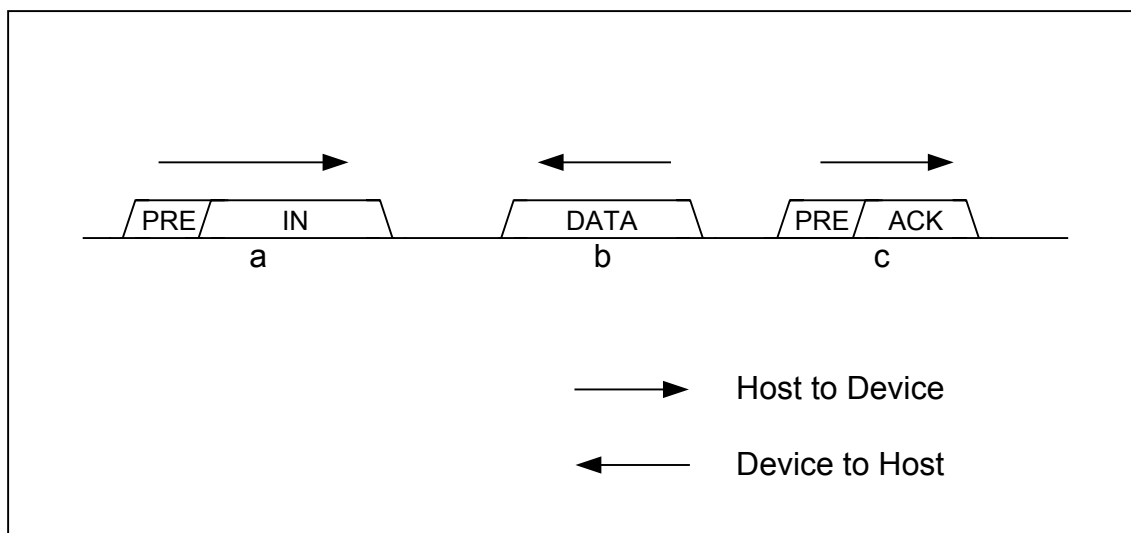 PRE IN DATA PRE ACK
a b c
Host to Device
Device to Host